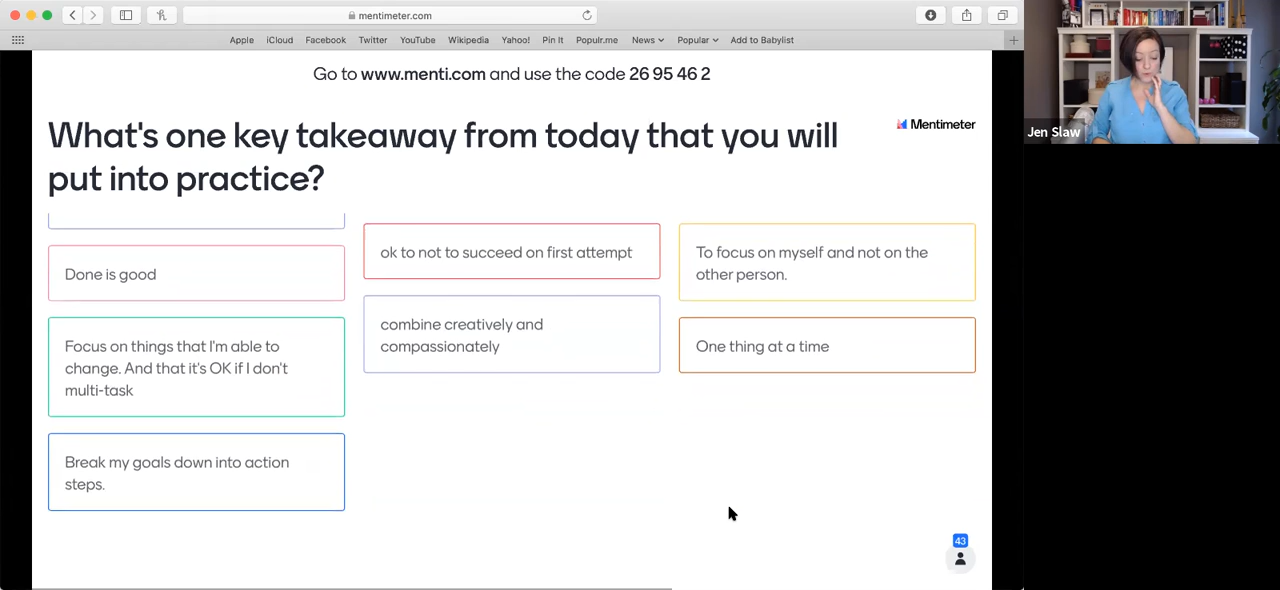 mentimeter.com
Apple iCloud Facebook Twitter YouTube Wikipedia Yahoo! Pin It Populr.me News Popular Add to Babylist
Go to www.menti.com and use the code 26 95 46 2
What's one key takeaway from today that you will
put into practice?
Mentimeter
Done is good
Focus on things that I'm able to
change. And that it's OK if I don't
multi-task
Break my goals down into action
steps.
ok to not to succeed on first attempt
combine creatively and
compassionately
To focus on myself and not on the
other person.
One thing at a time
43
Jen Slaw